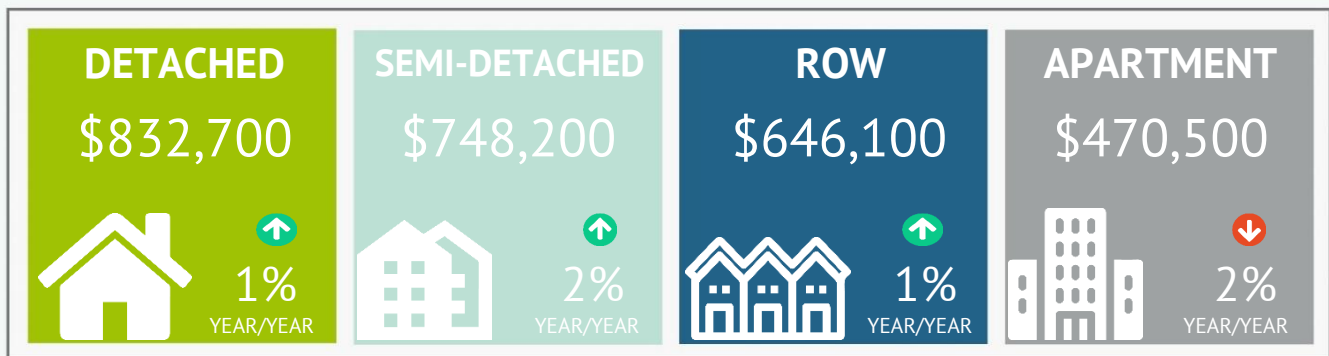 DETACHED
$832,700
1%
YEAR/YEAR
SEMI-DETACHED
$748,200
2%
YEAR/YEAR
ROW
$646,100
1%
YEAR/YEAR
APARTMENT
$470,500
2%
YEAR/YEAR